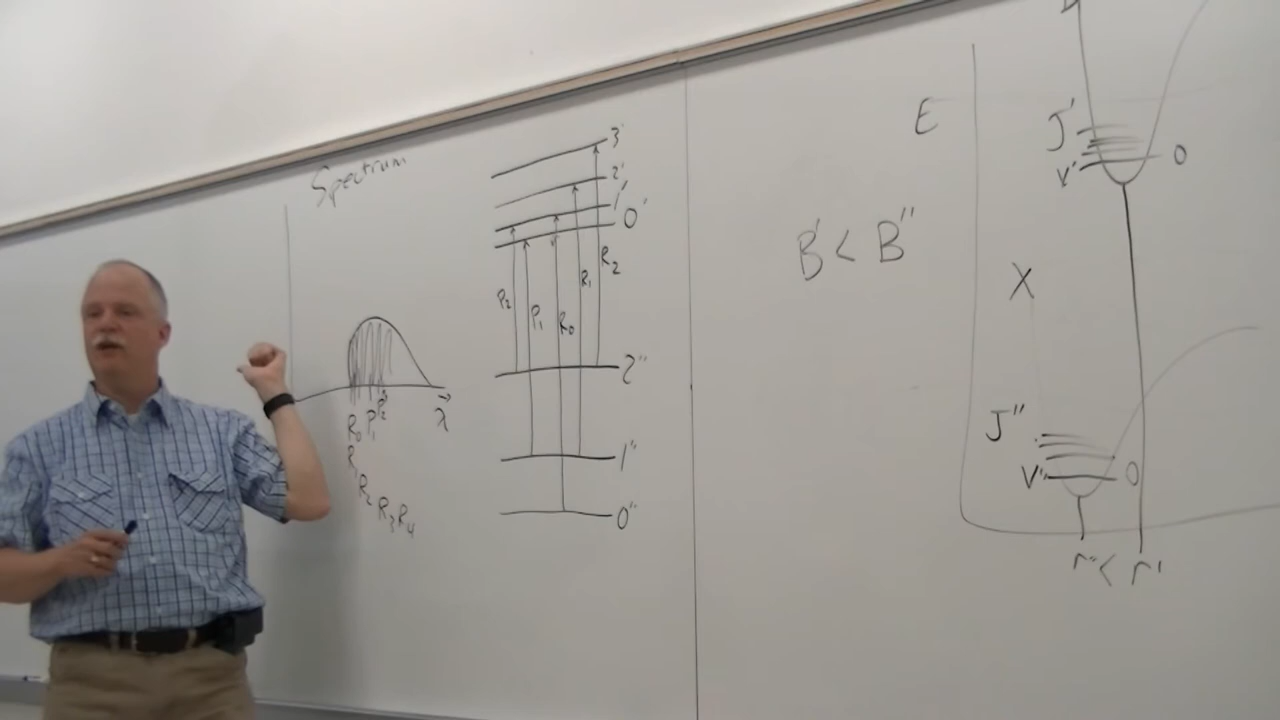 Spectrum
3'
2'
1'
0'
P2
P1
R0
R1
R2
2"
1"
0"
R0 P1 P2
R1
R2
R3 R4
λ
B' < B"
E
J'
v'
0
X
J"
v"
0
r" < r'